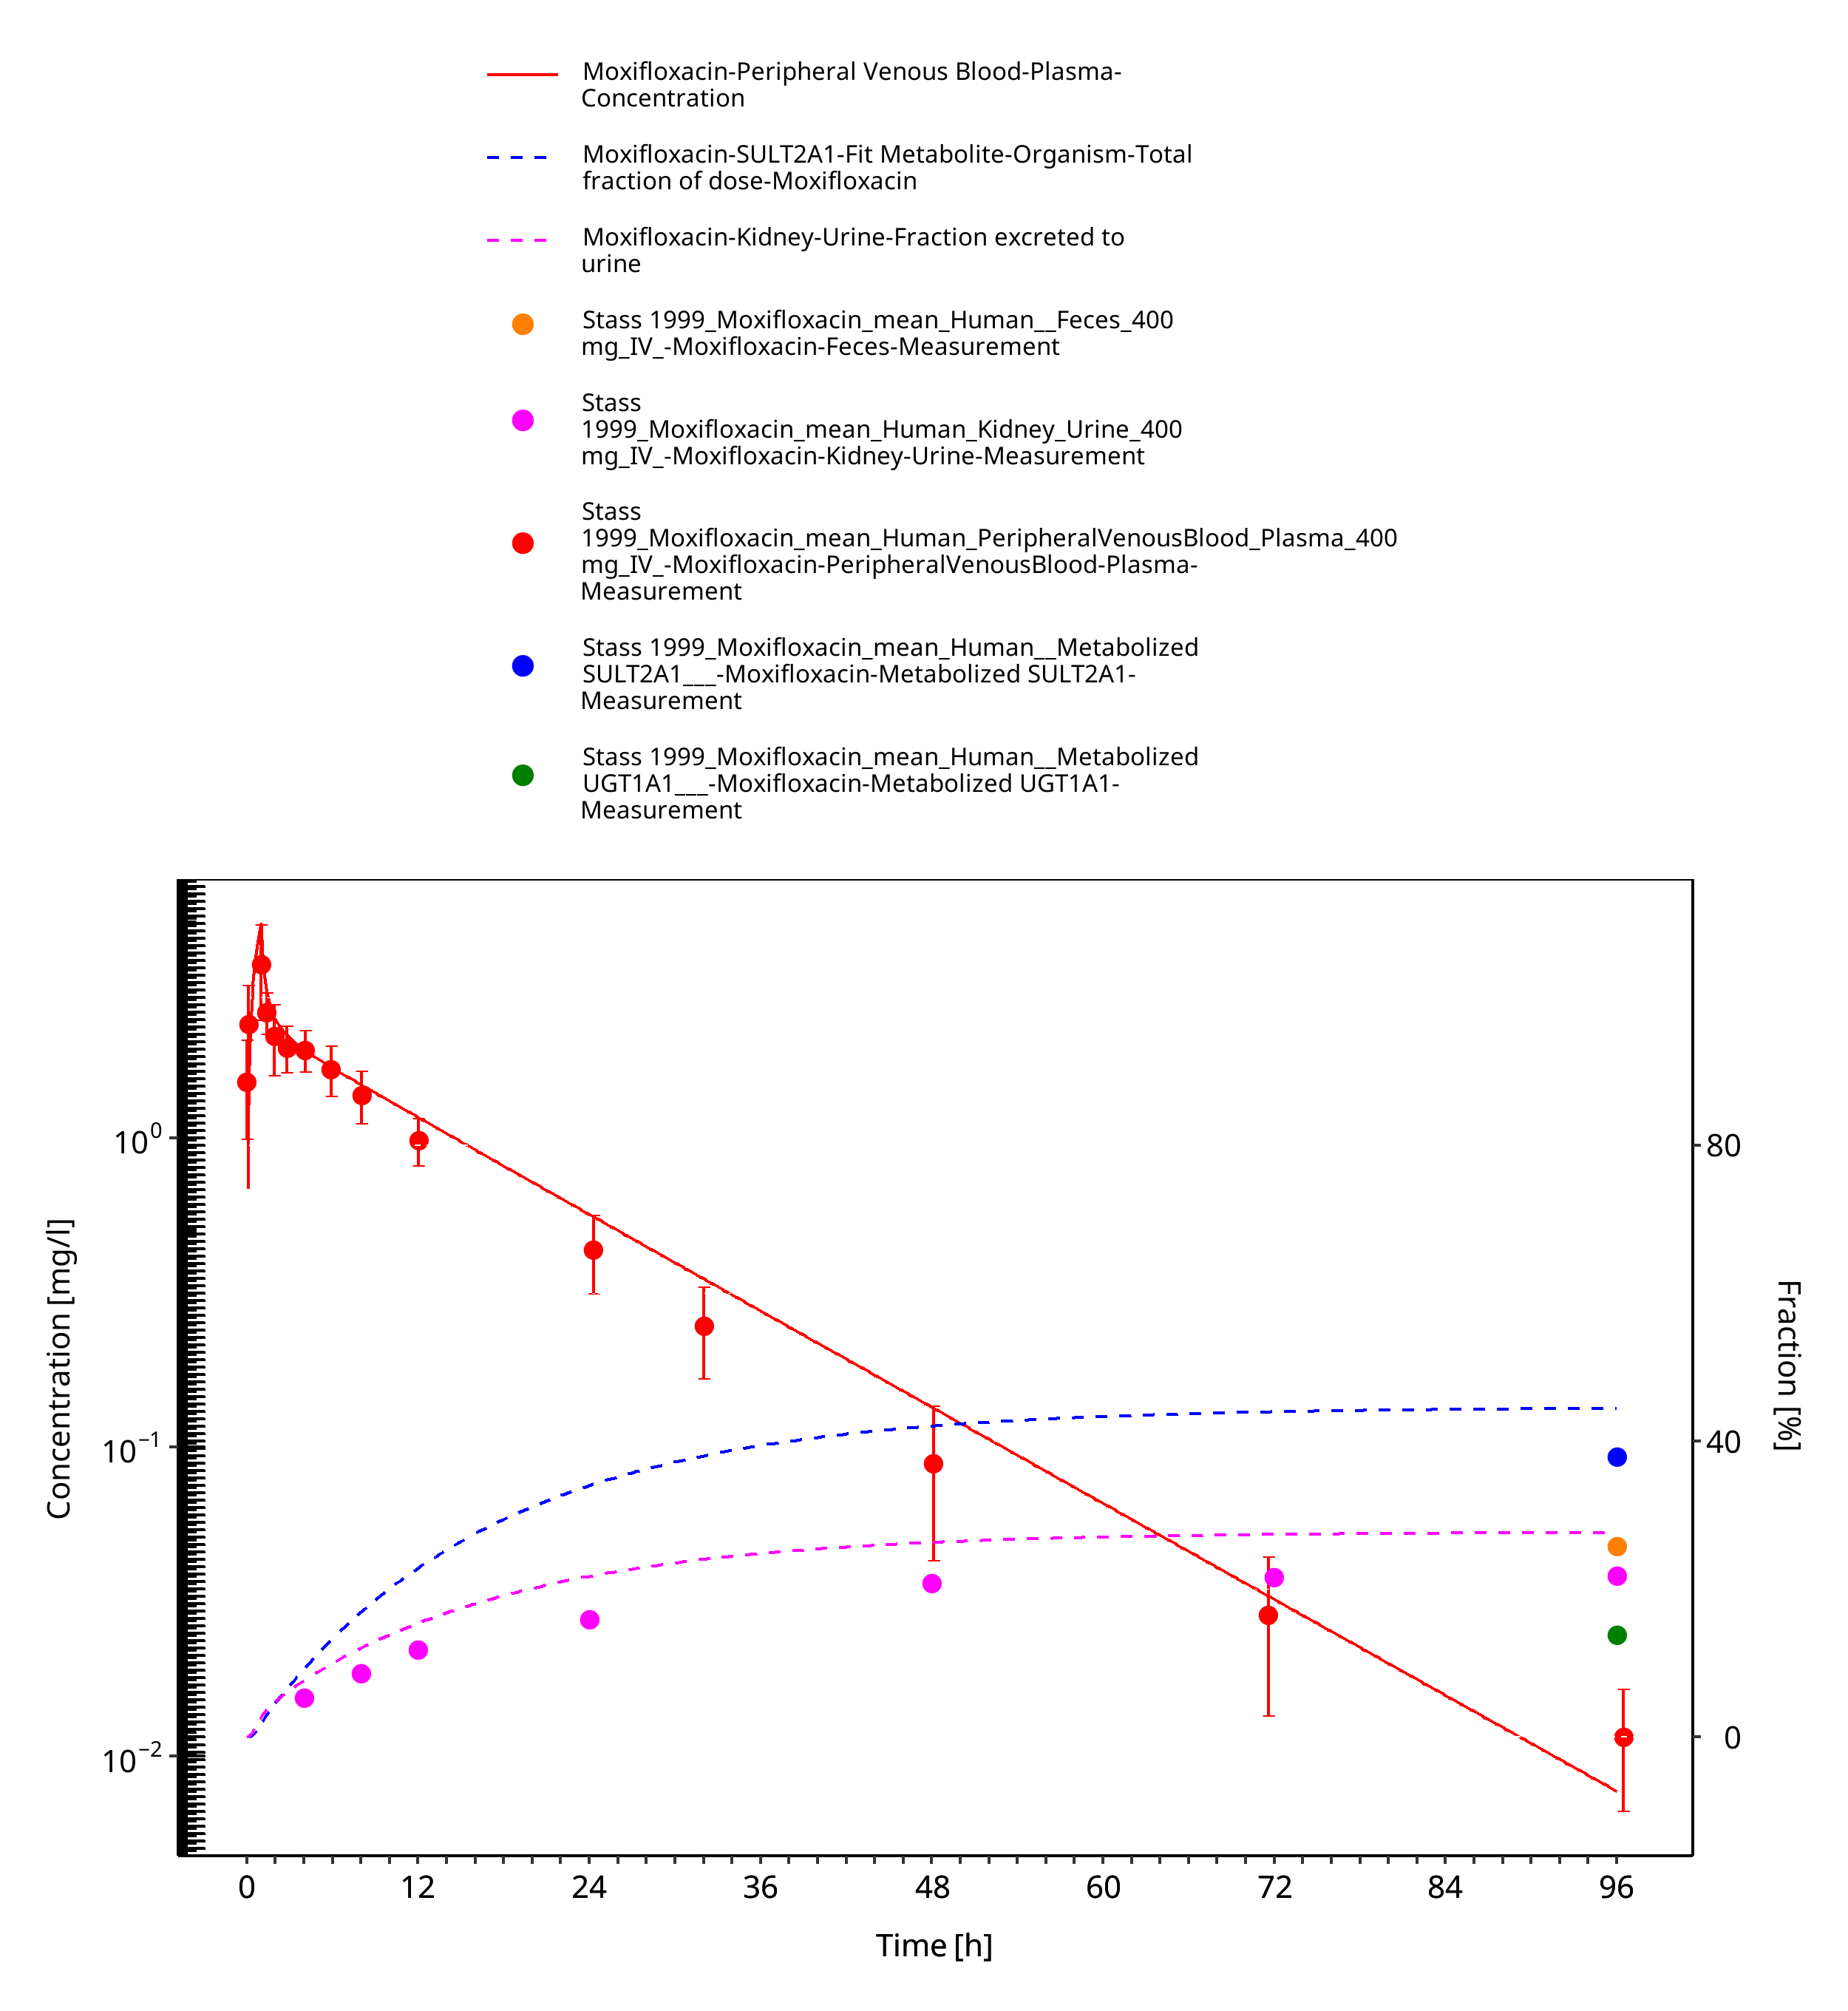 Moxifloxacin-Peripheral Venous Blood-Plasma-
Concentration
Moxifloxacin-SULT2A1-Fit Metabolite-Organism-Total
fraction of dose-Moxifloxacin
Moxifloxacin-Kidney-Urine-Fraction excreted to
urine
Stass 1999_Moxifloxacin_mean_Human__Feces_400
mg_IV_-Moxifloxacin-Feces-Measurement
Stass
1999_Moxifloxacin_mean_Human_Kidney_Urine_400
mg_IV_-Moxifloxacin-Kidney-Urine-Measurement
Stass
1999_Moxifloxacin_mean_Human_PeripheralVenousBlood_Plasma_400
mg_IV_-Moxifloxacin-PeripheralVenousBlood-Plasma-
Measurement
Stass 1999_Moxifloxacin_mean_Human__Metabolized
SULT2A1___-Moxifloxacin-Metabolized SULT2A1-
Measurement
Stass 1999_Moxifloxacin_mean_Human__Metabolized
UGT1A1___-Moxifloxacin-Metabolized UGT1A1-
Measurement
Concentration [mg/l]
10⁰
10⁻¹
10⁻²
80
40
0
Fraction [%]
0 12 24 36 48 60 72 84 96
Time [h]